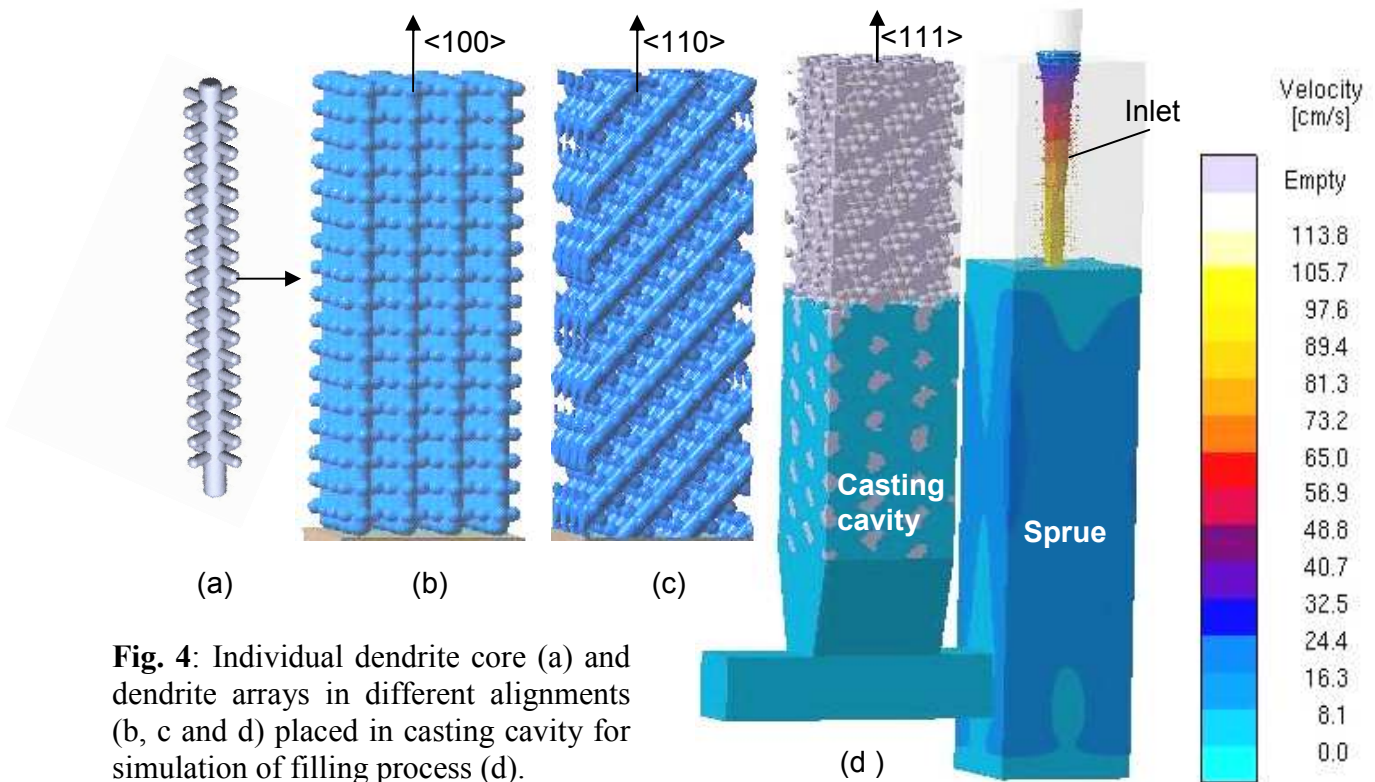 <100>
<110>
<111>
Inlet
Velocity
[cm/s]
Empty
113.8
105.7
97.6
89.4
81.3
73.2
65.0
56.9
48.8
40.7
32.5
24.4
16.3
8.1
0.0
Casting
cavity
Sprue
(a)
(b)
(c)
(d )
Fig. 4: Individual dendrite core (a) and
dendrite arrays in different alignments
(b, c and d) placed in casting cavity for
simulation of filling process (d).